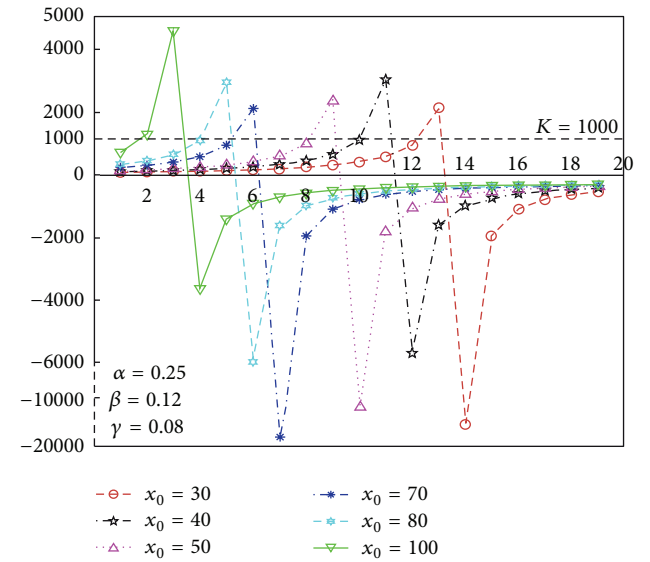 5000
4000
2000
1000
0
−2000
−4000
−6000
−10000
−20000
K = 1000
2 4 6 8 10 12 14 16 18 20
α = 0.25
β = 0.12
γ = 0.08
x₀ = 30
x₀ = 40
x₀ = 50
x₀ = 70
x₀ = 80
x₀ = 100